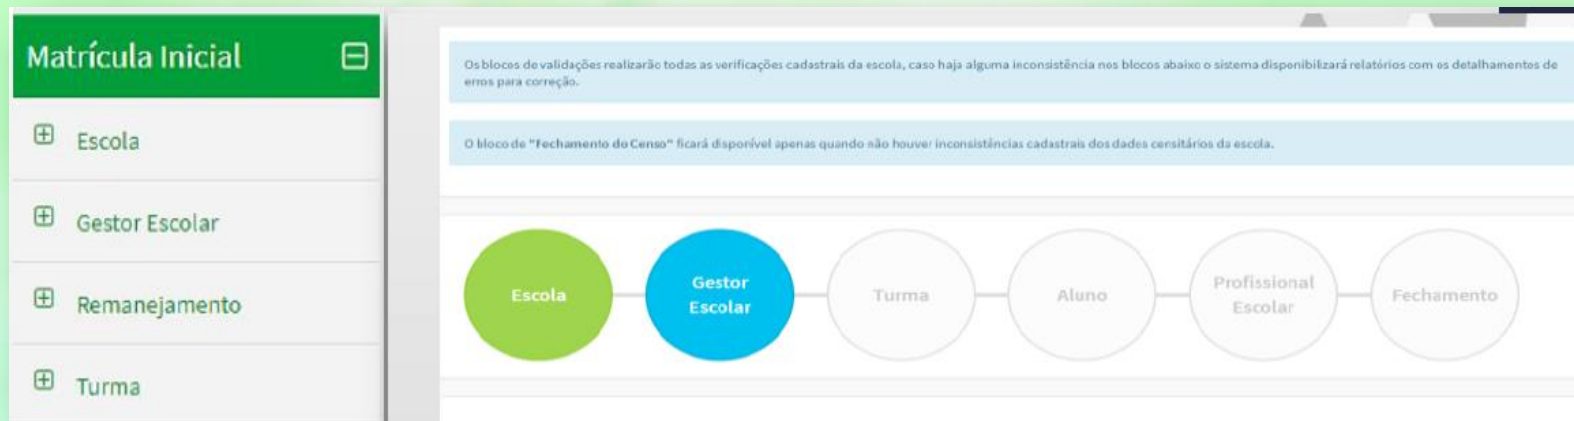 Matrícula Inicial
Escola
Gestor Escolar
Remanejamento
Turma
Os blocos de validações realizarão todas as verificações cadastrais da escola, caso haja alguma inconsistência nos blocos abaixo o sistema disponibilizará relatórios com os detalhamentos de
erros para correção.
O bloco de "Fechamento do Censo" ficará disponível apenas quando não houver inconsistências cadastrais dos dados censitários da escola.
Escola
Gestor
Escolar
Turma
Aluno
Profissional
Escolar
Fechamento